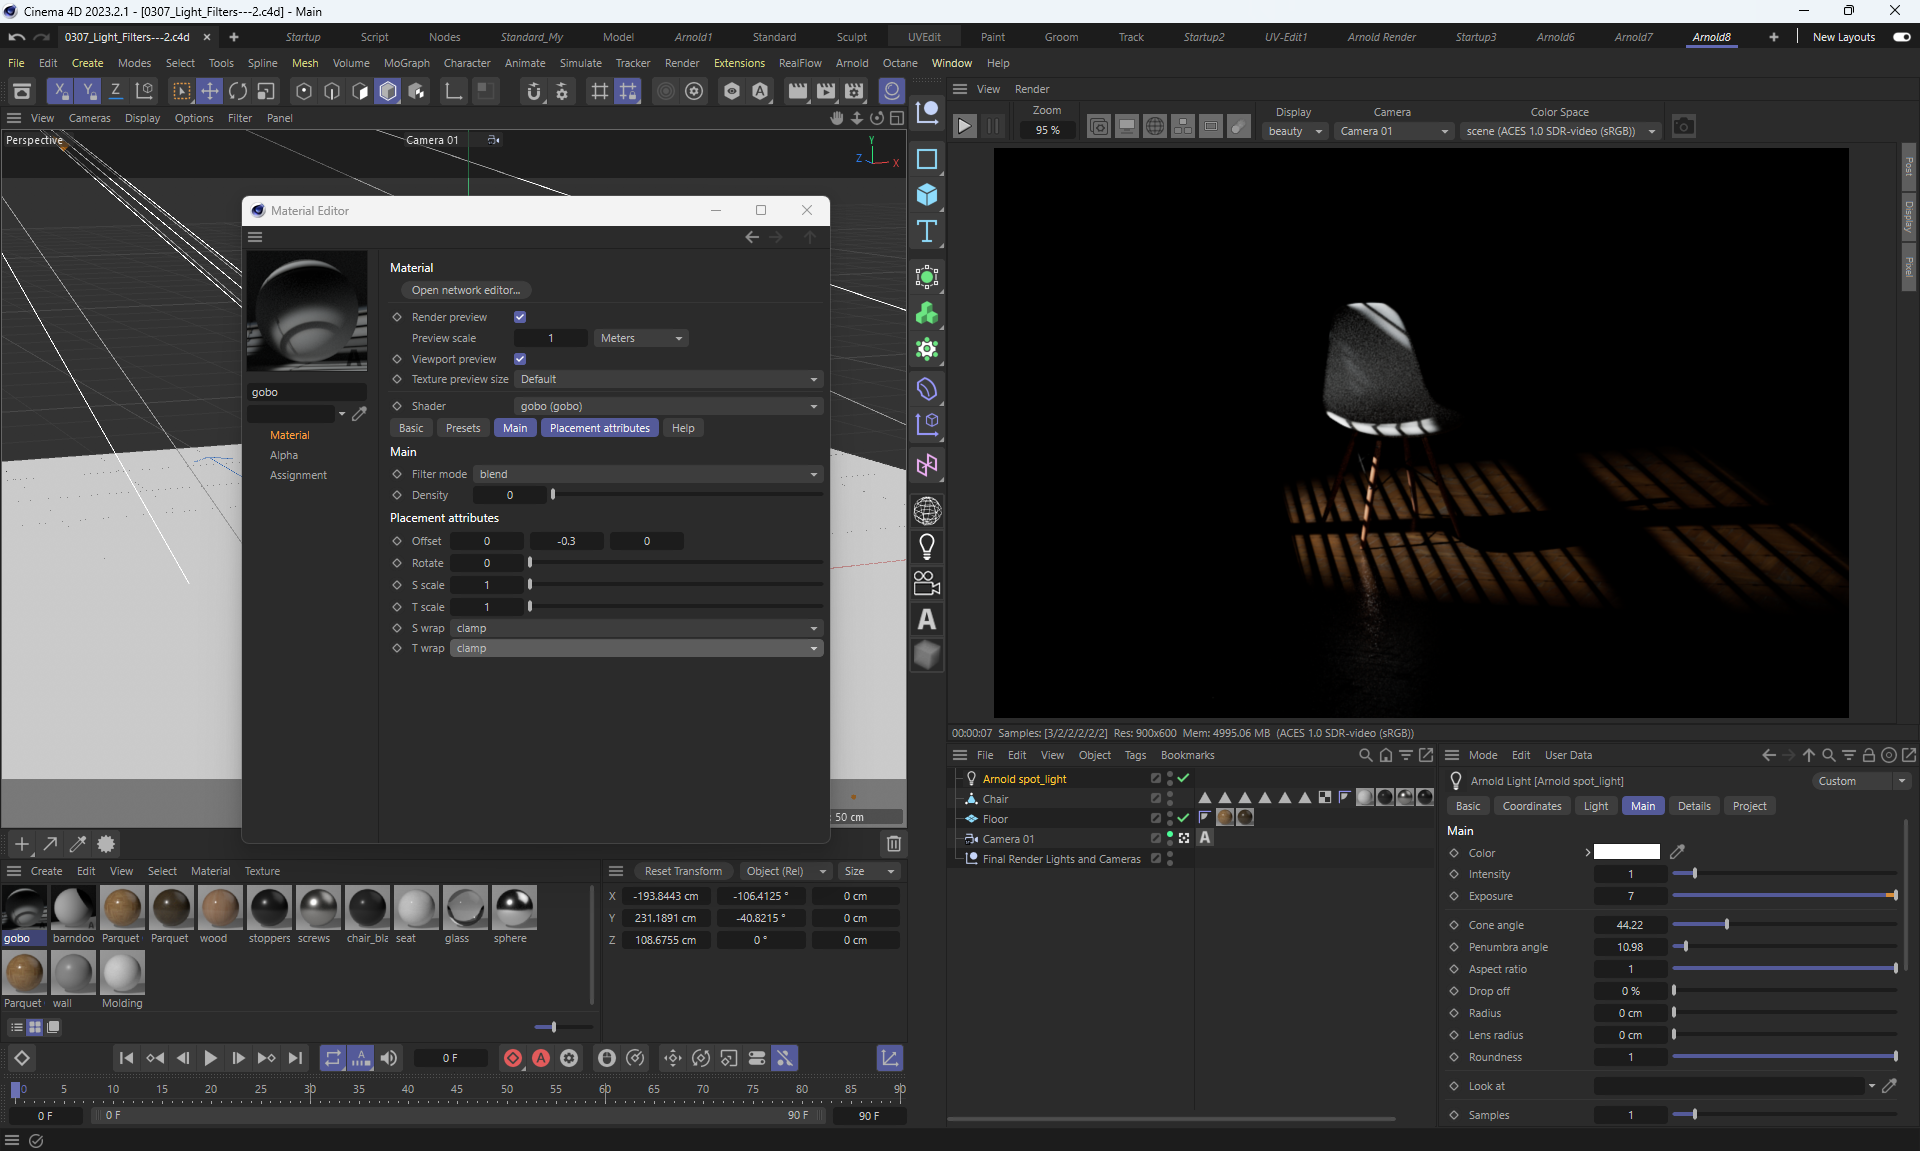 Cinema 4D 2023.2.1 - [0307_Light_Filters---2.c4d] - Main
0307_Light_Filters---2.c4d Startup Script Nodes Standard_My Model Arnold1 Standard Sculpt UVEdit Paint Groom Track Startup2 UV-Edit1 Arnold Render Startup3 Arnold6 Arnold7 Arnold8 New Layouts
File Edit Create Modes Select Tools Spline Mesh Volume MoGraph Character Animate Simulate Tracker Render Extensions RealFlow Arnold Octane Window Help
View Render
Zoom
95 %
Display
beauty
Camera
Camera 01
Color Space
scene (ACES 1.0 SDR-video (sRGB))
Post
Display
Pixel
View Cameras Display Options Filter Panel
Perspective
Camera 01
Y
Z
X
Material Editor
Material
Open network editor...
Render preview
Preview scale 1 Meters
Viewport preview
Texture preview size Default
gobo
Shader gobo (gobo)
Basic Presets Main Placement attributes Help
Material
Alpha
Assignment
Main
Filter mode blend
Density 0
Placement attributes
Offset 0 -0.3 0
Rotate 0
S scale 1
T scale 1
S wrap clamp
T wrap clamp
: 50 cm
00:00:07 Samples: [3/2/2/2/2/2] Res: 900x600 Mem: 4995.06 MB (ACES 1.0 SDR-video (sRGB))
File Edit View Object Tags Bookmarks
Arnold spot_light
Chair
Floor
Camera 01
Final Render Lights and Cameras
Mode Edit User Data
Arnold Light [Arnold spot_light]
Custom
Basic Coordinates Light Main Details Project
Main
Color
Intensity 1
Exposure 7
Cone angle 44.22
Penumbra angle 10.98
Aspect ratio 1
Drop off 0 %
Radius 0 cm
Lens radius 0 cm
Roundness 1
Look at
Samples 1
Create Edit View Select Material Texture
gobo barndoo Parquet Parquet wood stoppers screws chair_bla seat glass sphere
Parquet wall Molding
Reset Transform Object (Rel) Size
X -193.8443 cm -106.4125 ° 0 cm
Y 231.1891 cm -40.8215 ° 0 cm
Z 108.6755 cm 0 ° 0 cm
0 F
0 5 10 15 20 25 30 35 40 45 50 55 60 65 70 75 80 85 90
0 F 0 F 90 F 90 F